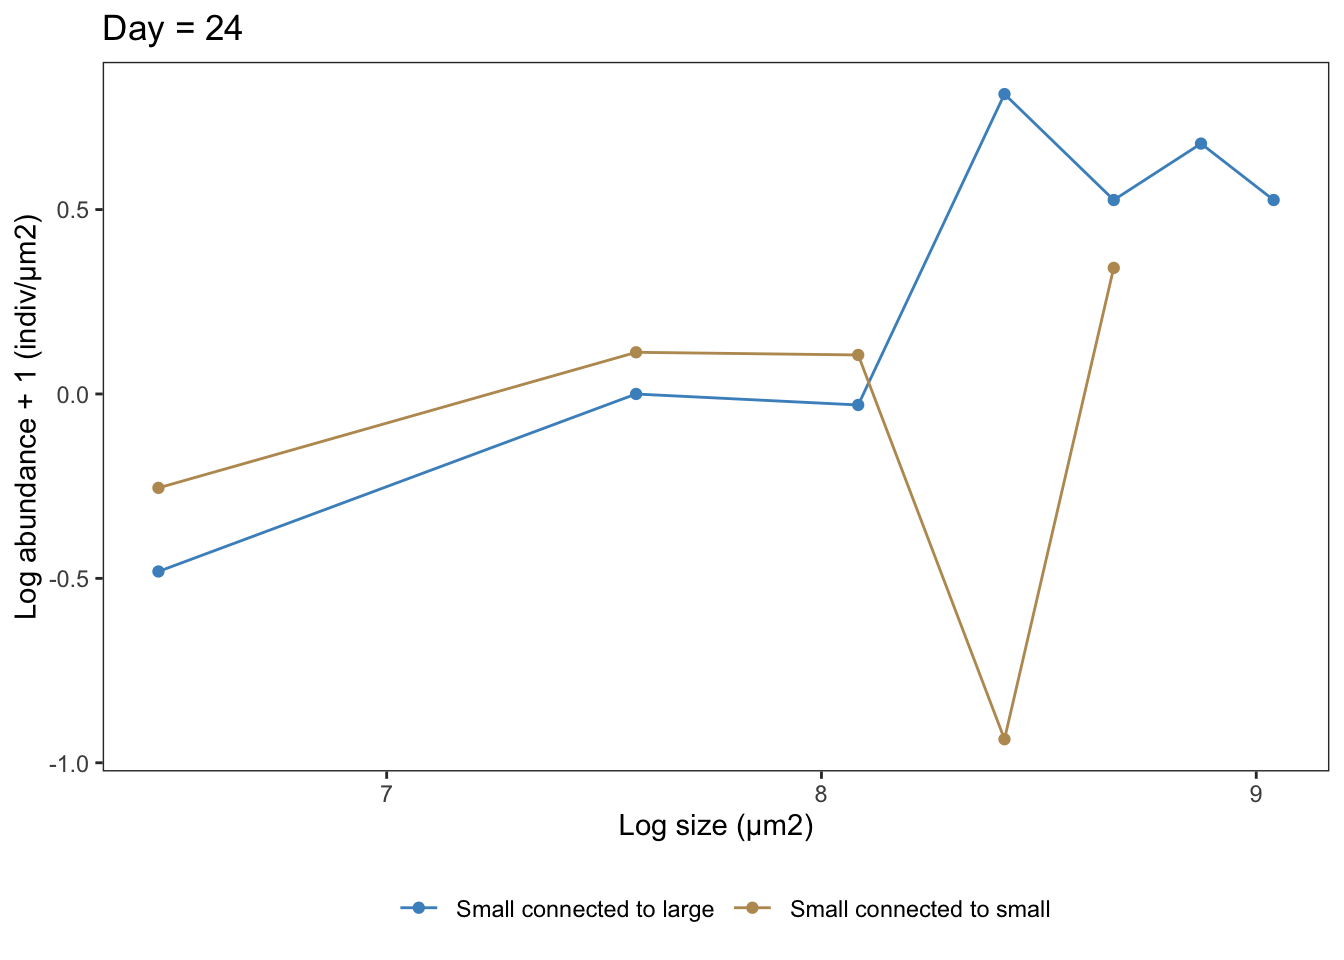 Day = 24
Log abundance + 1 (indiv/µm2)
0.5
0.0
-0.5
-1.0
7 8 9
Log size (µm2)
Small connected to large Small connected to small